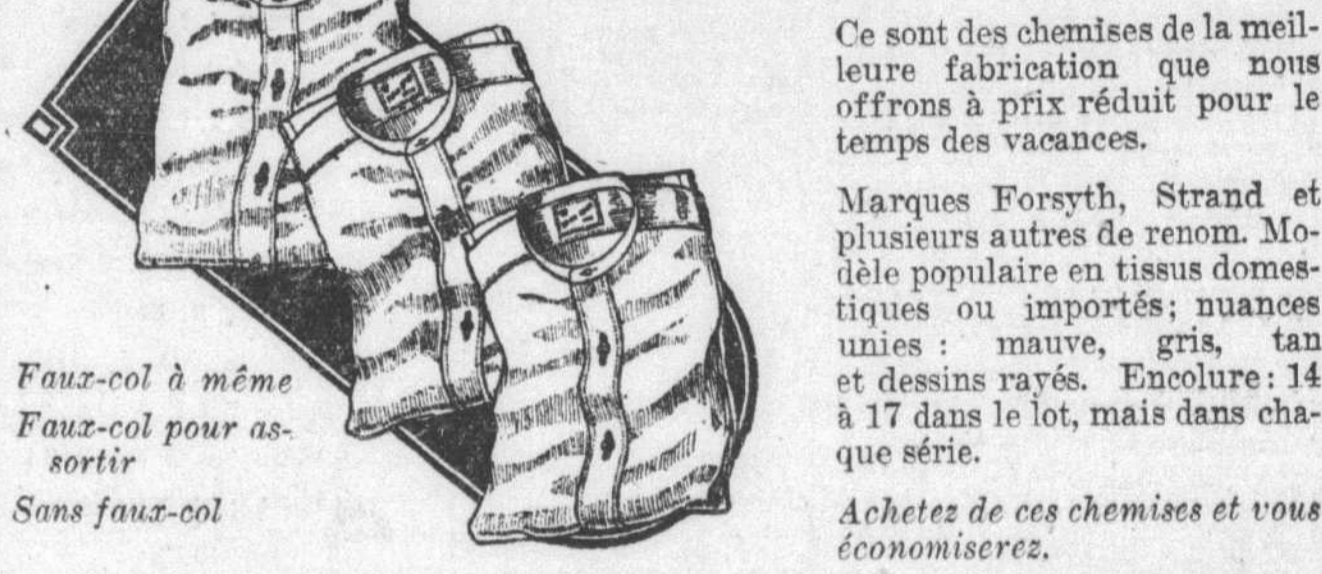 Faux-col à même
Faux-col pour as-
sortir
Sans faux-col
Ce sont des chemises de la meil-
leure fabrication que nous
offrons à prix réduit pour le
temps des vacances.
Marques Forsyth, Strand et
plusieurs autres de renom. Mo-
dèle populaire en tissus domes-
tiques ou importés; nuances
unies : mauve, gris, tan
et dessins rayés. Encolure: 14
à 17 dans le lot, mais dans cha-
que série.
Achetez de ces chemises et vous
économiserez.